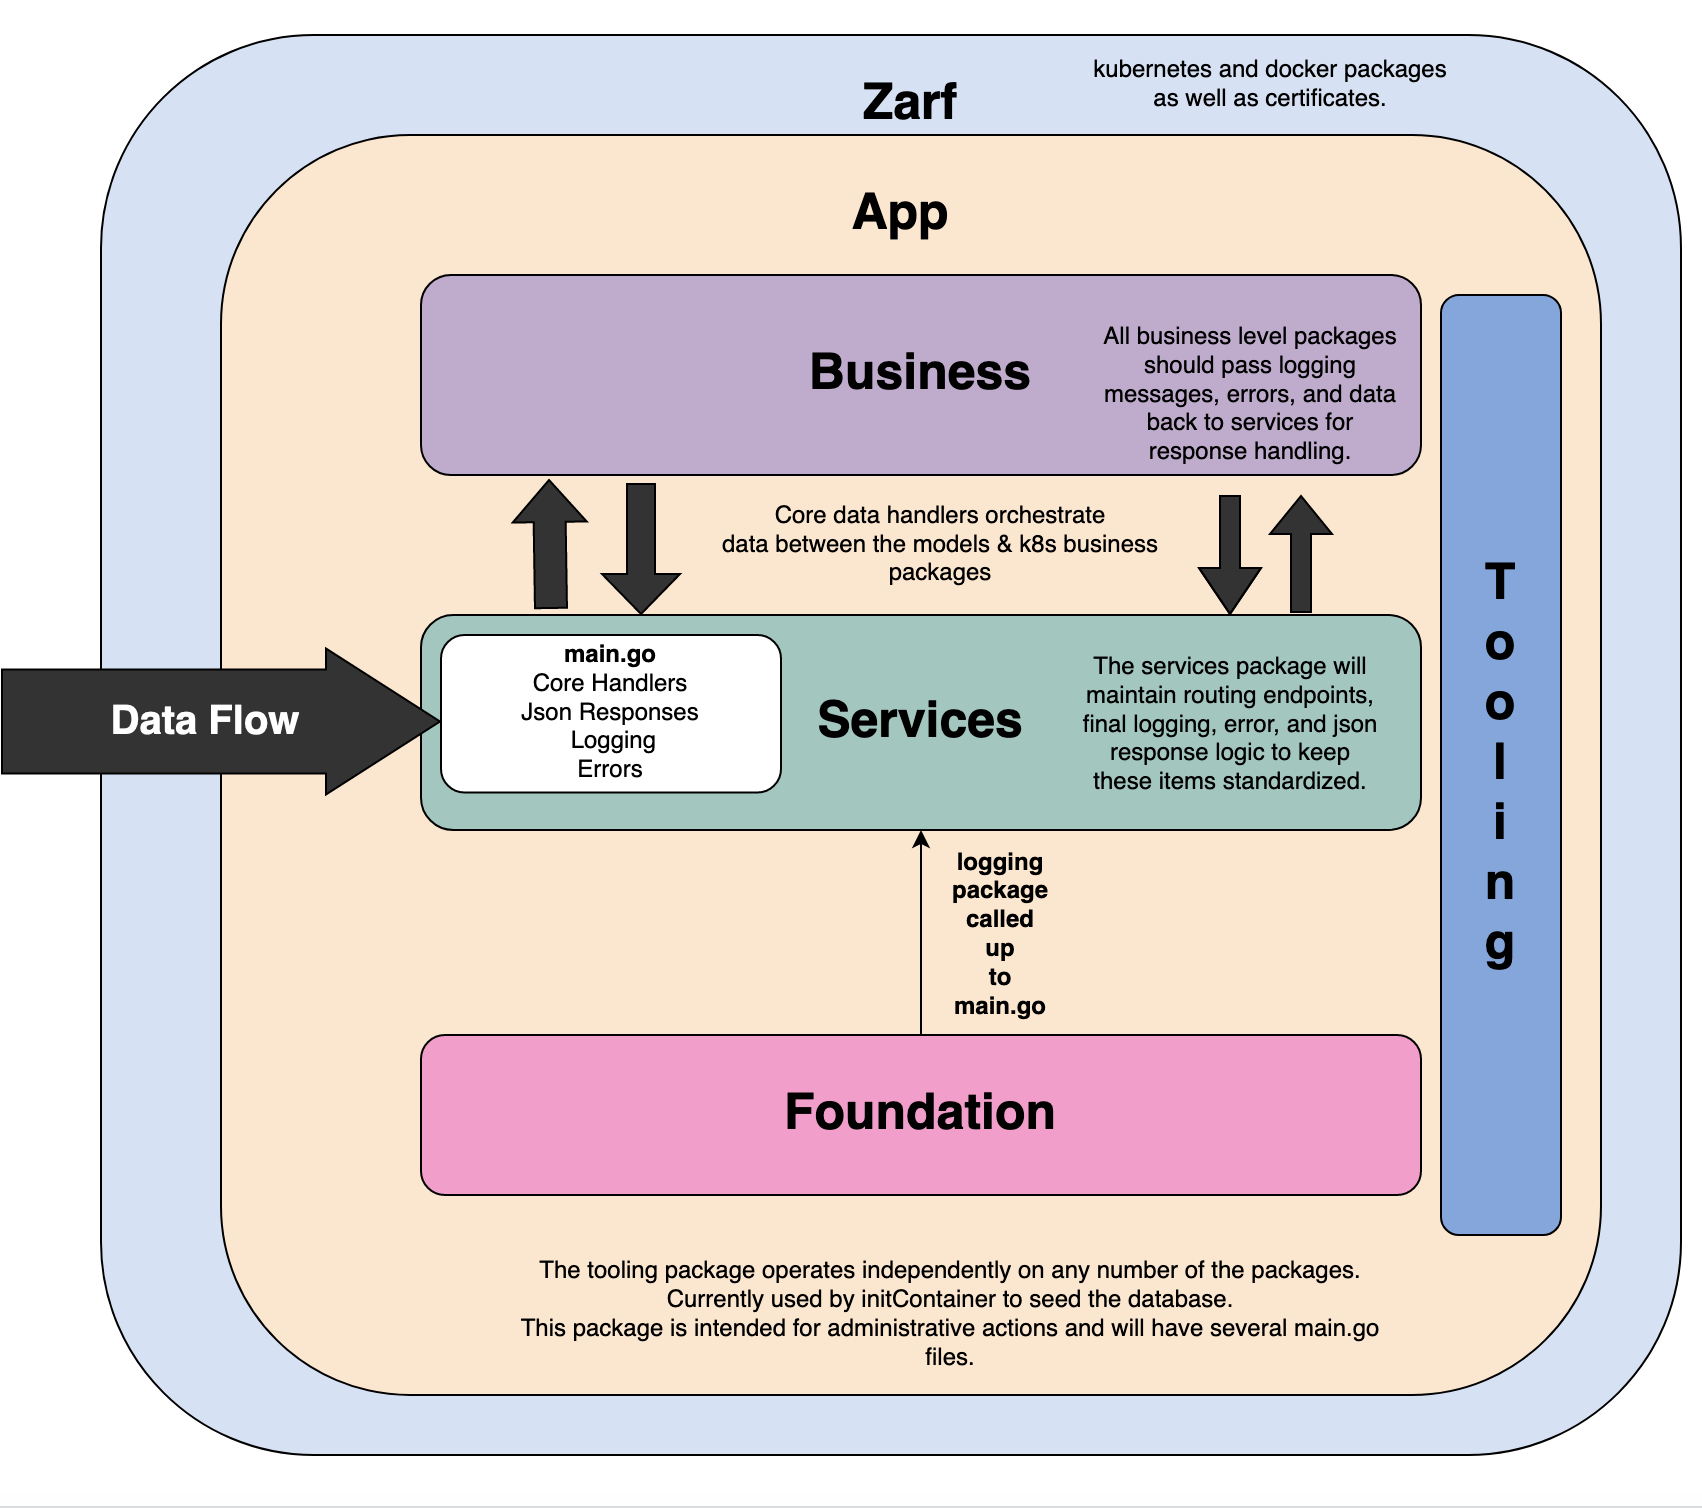 Zarf
kubernetes and docker packages
as well as certificates.
App
Business
All business level packages
should pass logging
messages, errors, and data
back to services for
response handling.
Core data handlers orchestrate
data between the models & k8s business
packages
Data Flow
main.go
Core Handlers
Json Responses
Logging
Errors
Services
The services package will
maintain routing endpoints,
final logging, error, and json
response logic to keep
these items standardized.
T
o
o
l
i
n
g
logging
package
called
up
to
main.go
Foundation
The tooling package operates independently on any number of the packages.
Currently used by initContainer to seed the database.
This package is intended for administrative actions and will have several main.go
files.